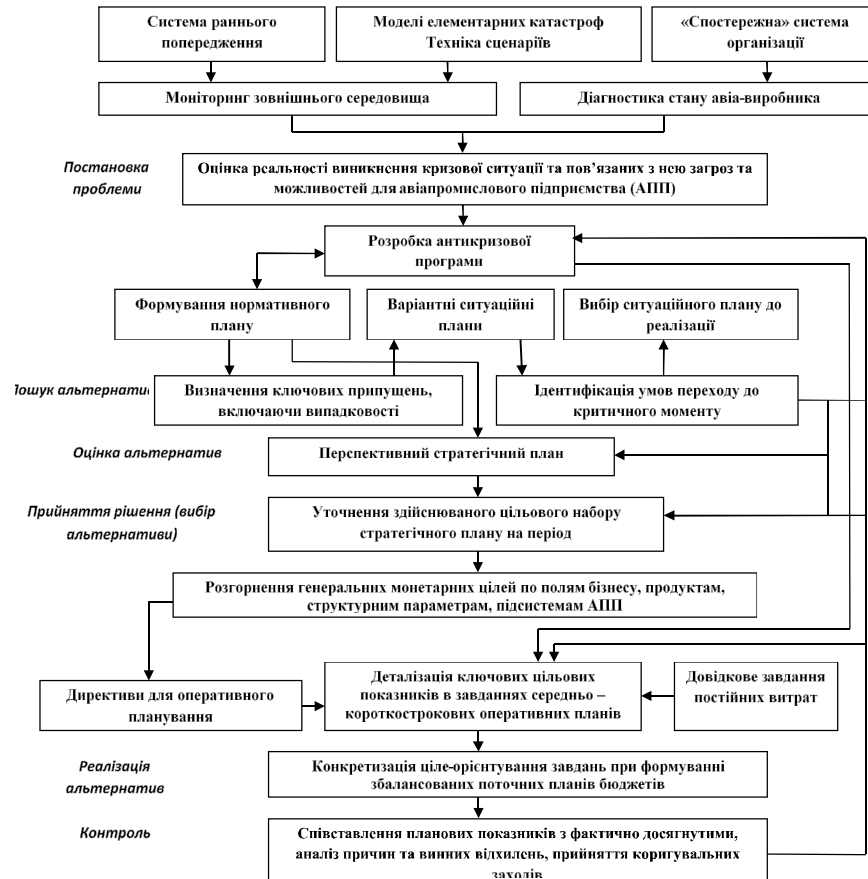 Система раннього
попередження
Моделі елементарних катастроф
Техніка сценаріїв
«Спостережна» система
організації
Моніторинг зовнішнього середовища
Діагностика стану авіа-виробника
Постановка
проблеми
Оцінка реальності виникнення кризової ситуації та пов’язаних з нею загроз та
можливостей для авіапромислового підприємства (АПП)
Розробка антикризової
програми
Формування нормативного
плану
Варіантні ситуаційні
плани
Вибір ситуаційного плану до
реалізації
Пошук альтернатив
Визначення ключових припущень,
включаючи випадковості
Ідентифікація умов переходу до
критичного моменту
Оцінка альтернатив
Перспективний стратегічний план
Прийняття рішення (вибір
альтернативи)
Уточнення здійснюваного цільового набору
стратегічного плану на період
Розгорнення генеральних монетарних цілей по полям бізнесу, продуктам,
структурним параметрам, підсистемам АПП
Директиви для оперативного
планування
Деталізація ключових цільових
показників в завданнях середньо –
короткострокових оперативних планів
Довідкове завдання
постійних витрат
Реалізація
альтернатив
Конкретизація ціле-орієнтування завдань при формуванні
збалансованих поточних планів бюджетів
Контроль
Співставлення планових показників з фактично досягнутими,
аналіз причин та винних відхилень, прийняття коригувальних
заходів